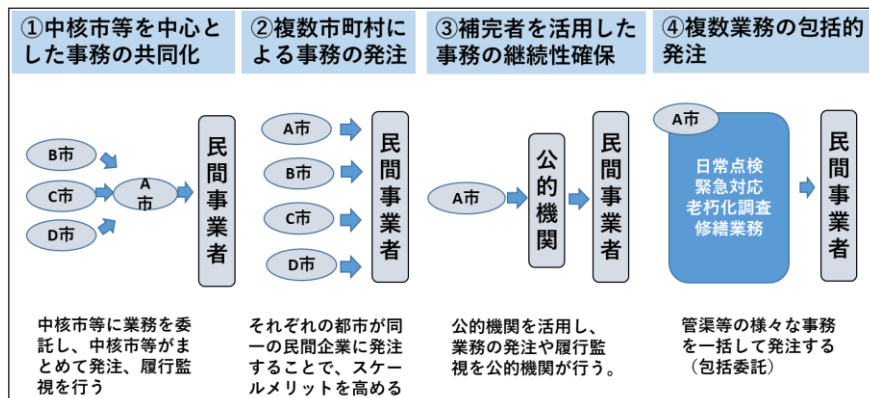 ①中核市等を中心と
した事務の共同化
②複数市町村によ
る事務の発注
③補完者を活用した
事務の継続性確保
④複数業務の包括的
発注
B市
C市
D市
A
市
民間事業者
A市
B市
C市
D市
民間事業者
A市
公的機関
民間事業者
A市
日常点検
緊急対応
老朽化調査
修繕業務
民間事業者
中核市等に業務を委
託し、中核市等がま
とめて発注、履行監
視を行う
それぞれの都市が同
一の民間企業に発注
することで、スケー
ルメリットを高める
公的機関を活用し、
業務の発注や履行監
視を公的機関が行う。
管渠等の様々な事務
を一括して発注する
（包括委託）